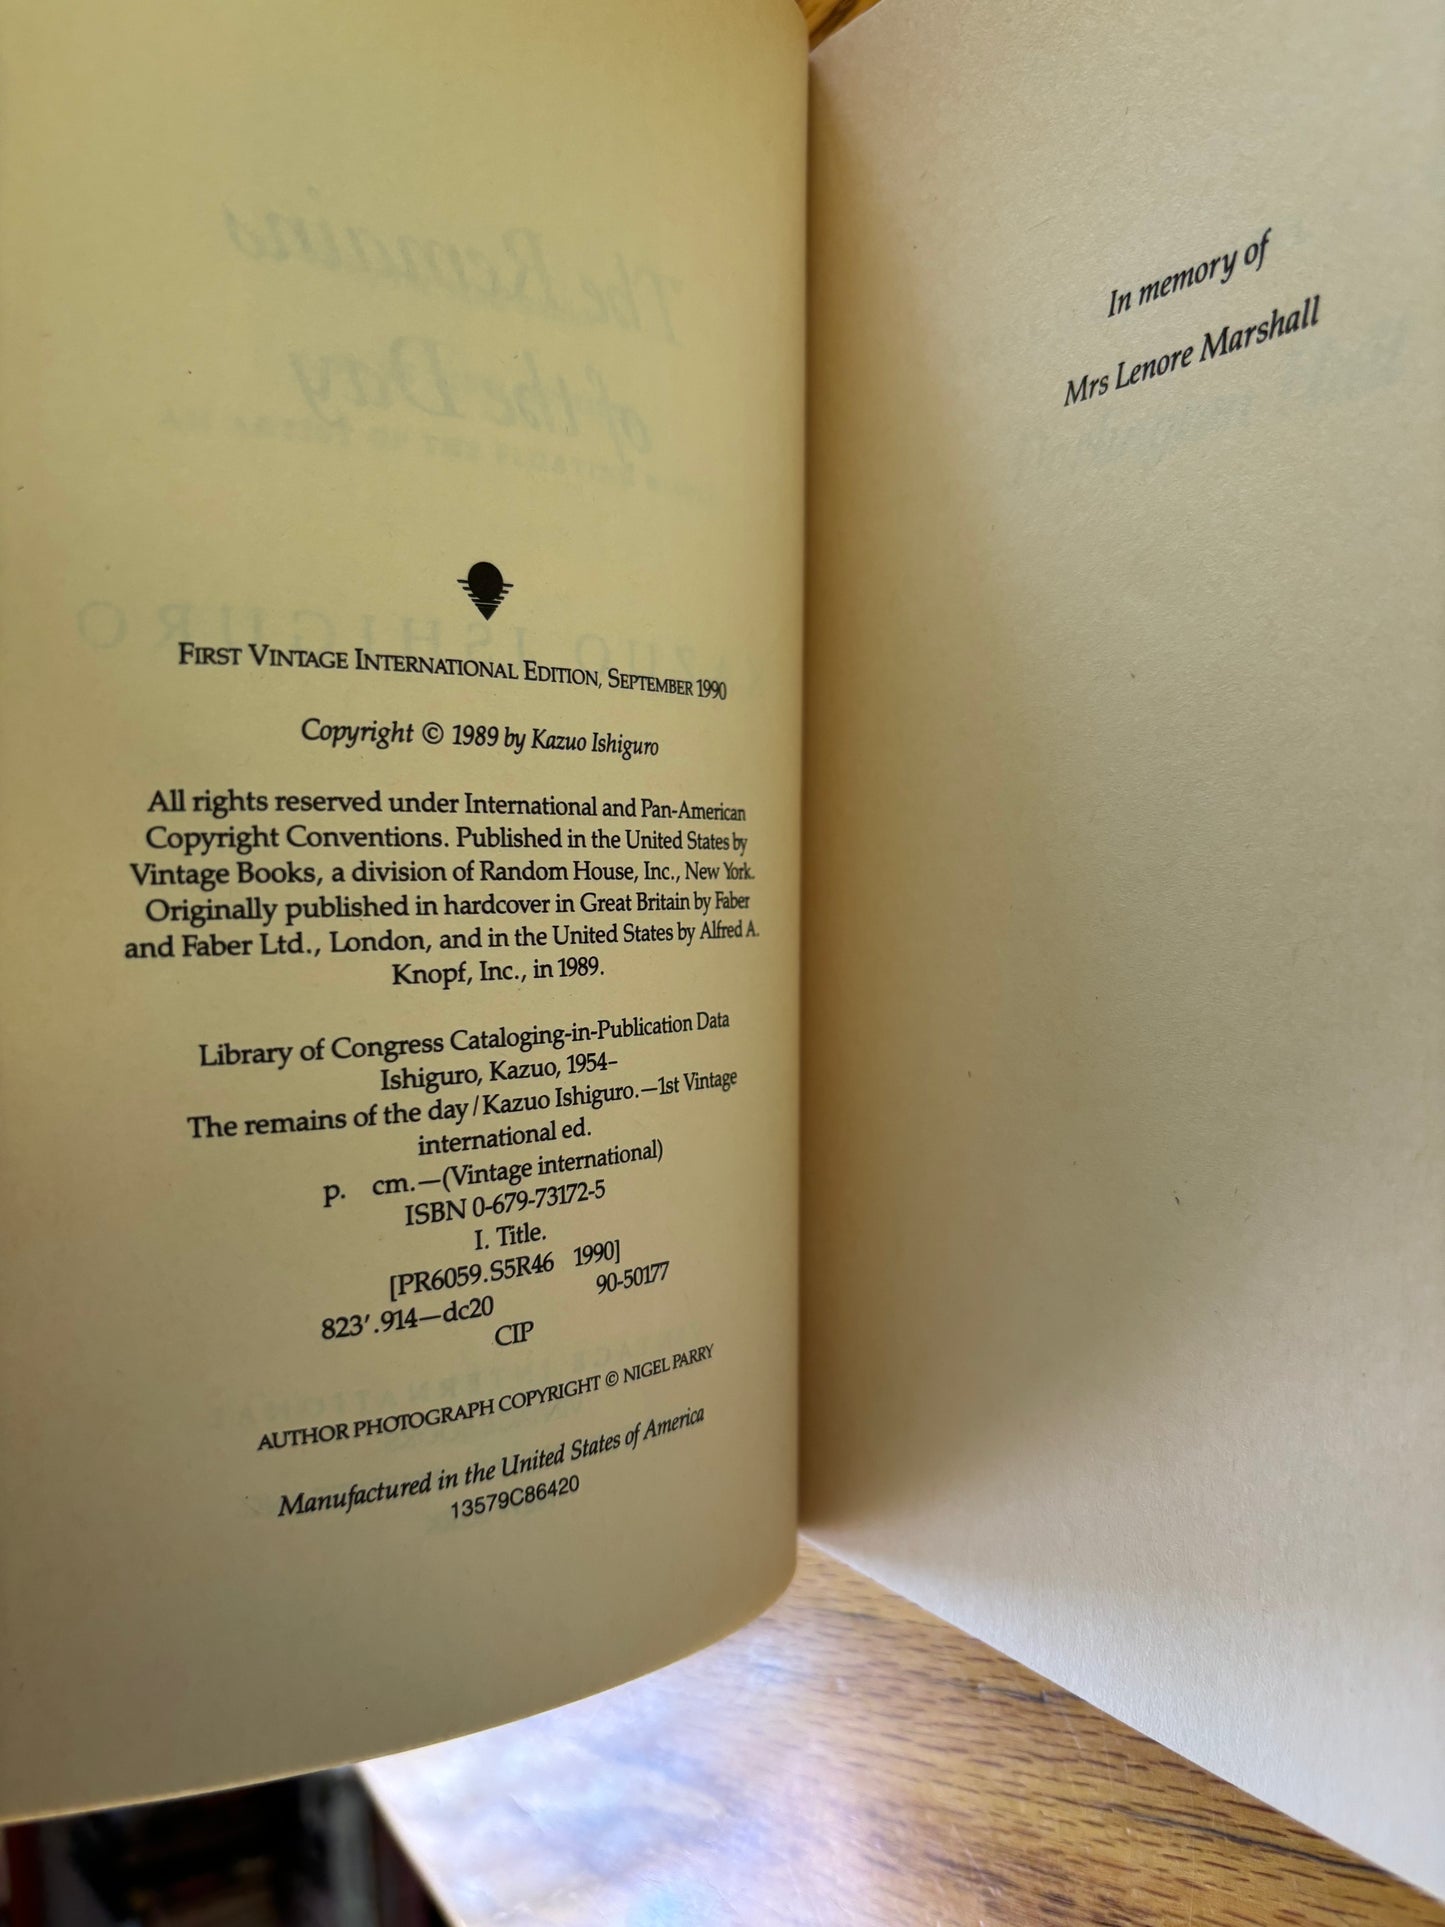 The Remains
of the Day
ISHIGURO
FIRST VINTAGE INTERNATIONAL EDITION, SEPTEMBER 1990
Copyright © 1989 by Kazuo Ishiguro
All rights reserved under International and Pan-American
Copyright Conventions. Published in the United States by
Vintage Books, a division of Random House, Inc., New York.
Originally published in hardcover in Great Britain by Faber
and Faber Ltd., London, and in the United States by Alfred A.
Knopf, Inc., in 1989.
Library of Congress Cataloging-in-Publication Data
Ishiguro, Kazuo, 1954–
The remains of the day / Kazuo Ishiguro.—1st Vintage
international ed.
p. cm.—(Vintage international)
ISBN 0-679-73172-5
I. Title.
[PR6059.S5R46 1990]
823'.914—dc20 90-50177
CIP
AUTHOR PHOTOGRAPH COPYRIGHT © NIGEL PARRY
Manufactured in the United States of America
13579C86420
In memory of
Mrs Lenore Marshall